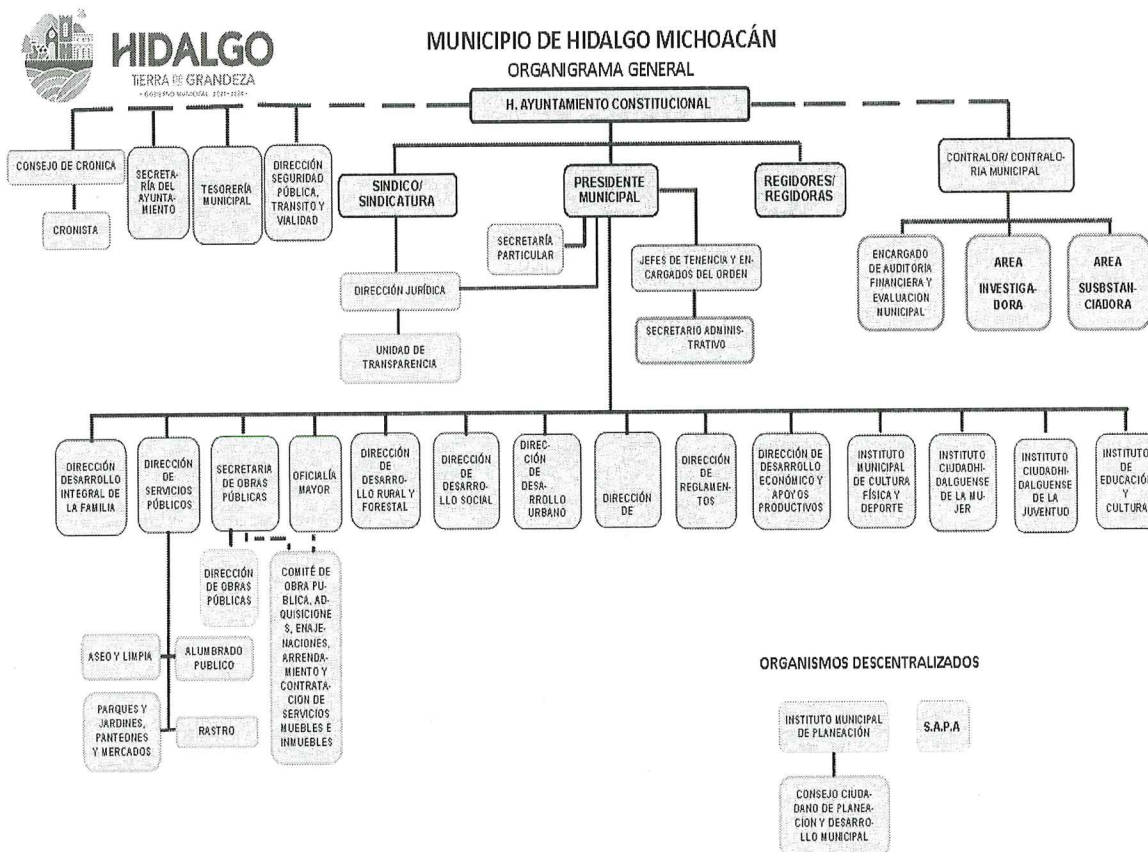 HIDALGO
TIERRA DE GRANDEZA
• GOBIERNO MUNICIPAL 2021-2024 •
MUNICIPIO DE HIDALGO MICHOACÁN
ORGANIGRAMA GENERAL
H. AYUNTAMIENTO CONSTITUCIONAL
CONSEJO DE CRONICA
CRONISTA
SECRETA-
RÍA DEL
AYUNTA-
MIENTO
TESORERÍA
MUNICIPAL
DIRECCIÓN
SEGURIDAD
PÚBLICA,
TRANSITO Y
VIALIDAD
SINDICO/
SINDICATURA
PRESIDENTE
MUNICIPAL
REGIDORES/
REGIDORAS
CONTRALOR/ CONTRALO-
RIA MUNICIPAL
SECRETARÍA
PARTICULAR
JEFES DE TENENCIA Y EN-
CARGADOS DEL ORDEN
DIRECCIÓN JURÍDICA
SECRETARIO ADMINIS-
TRATIVO
UNIDAD DE
TRANSPARENCIA
ENCARGADO
DE AUDITORIA
FINANCIERA Y
EVALUACION
MUNICIPAL
AREA
INVESTIGA-
DORA
AREA
SUSBSTAN-
CIADORA
DIRECCIÓN
DESARROLLO
INTEGRAL DE
LA FAMILIA
DIRECCIÓN
DE
SERVICIOS
PÚBLICOS
SECRETARIA
DE OBRAS
PÚBLICAS
OFICIALÍA
MAYOR
DIRECCIÓN
DE
DESARRO-
LLO RURAL Y
FORESTAL
DIRECCIÓN
DE
DESARRO-
LLO SOCIAL
DIREC-
CIÓN DE
DESA-
RROLLO
URBANO
DIRECCIÓN
DE
DIRECCIÓN
DE
REGLAMEN-
TOS
DIRECCIÓN DE
DESARROLLO
ECONÓMICO Y
APOYOS
PRODUCTIVOS
INSTITUTO
MUNICIPAL
DE CULTURA
FÍSICA Y
DEPORTE
INSTITUTO
CIUDADHI-
DALGUENSE
DE LA MU-
JER
INSTITUTO
CIUDADHI-
DALGUENSE
DE LA
JUVENTUD
INSTITUTO
DE
EDUCACIÓN
Y
CULTURA
DIRECCIÓN
DE OBRAS
PÚBLICAS
COMITÉ DE
OBRA PU-
BLICA, AD-
QUISICIONE
S, ENAJE-
NACIONES,
ARRENDA-
MIENTO Y
CONTRATA-
CION DE
SERVICIOS
MUEBLES E
INMUEBLES
ASEO Y LIMPIA
ALUMBRADO
PUBLICO
PARQUES Y
JARDINES,
PANTEONES
Y MERCADOS
RASTRO
ORGANISMOS DESCENTRALIZADOS
INSTITUTO MUNICIPAL
DE PLANEACIÓN
S.A.P.A
CONSEJO CIUDA-
DANO DE PLANEA-
CION Y DESARRO-
LLO MUNICIPAL